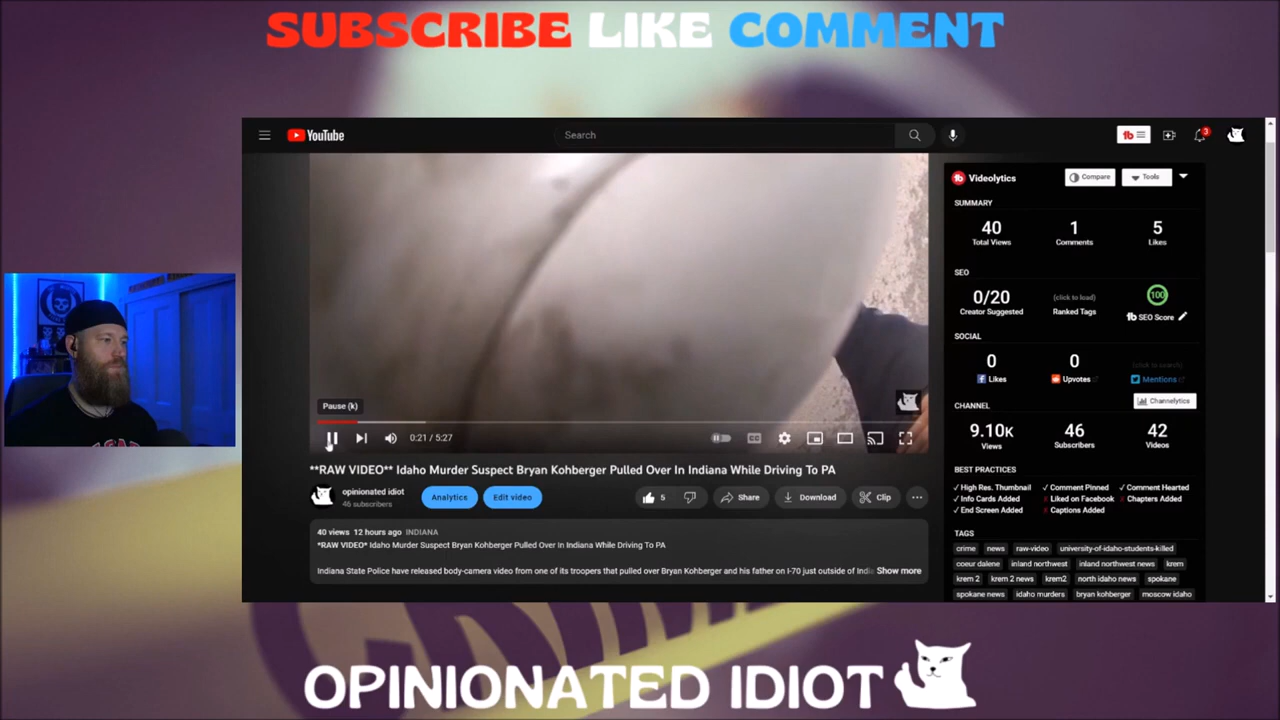 SUBSCRIBE LIKE COMMENT
YouTube
Search
3
Videolytics
Compare
Tools
SUMMARY
40
Total Views
1
Comments
5
Likes
SEO
0/20
Creator Suggested
(click to load)
Ranked Tags
100
SEO Score
SOCIAL
0
Likes
0
Upvotes
(click to search)
Mentions
Channelytics
CHANNEL
9.10K
Views
46
Subscribers
42
Videos
BEST PRACTICES
✓ High Res. Thumbnail ✓ Comment Pinned ✓ Comment Hearted
✓ Info Cards Added x Liked on Facebook x Chapters Added
✓ End Screen Added x Captions Added
TAGS
crime news raw-video university-of-idaho-students-killed
coeur dalene inland northwest inland northwest news krem
krem 2 krem 2 news krem2 north idaho news spokane
spokane news idaho murders bryan kohberger moscow idaho
Pause (k)
0:21 / 5:27
**RAW VIDEO** Idaho Murder Suspect Bryan Kohberger Pulled Over In Indiana While Driving To PA
opinionated idiot
46 subscribers
Analytics
Edit video
5
Share
Download
Clip
40 views 12 hours ago INDIANA
*RAW VIDEO* Idaho Murder Suspect Bryan Kohberger Pulled Over In Indiana While Driving To PA
Indiana State Police have released body-camera video from one of its troopers that pulled over Bryan Kohberger and his father on I-70 just outside of Indi Show more
OPINIONATED IDIOT